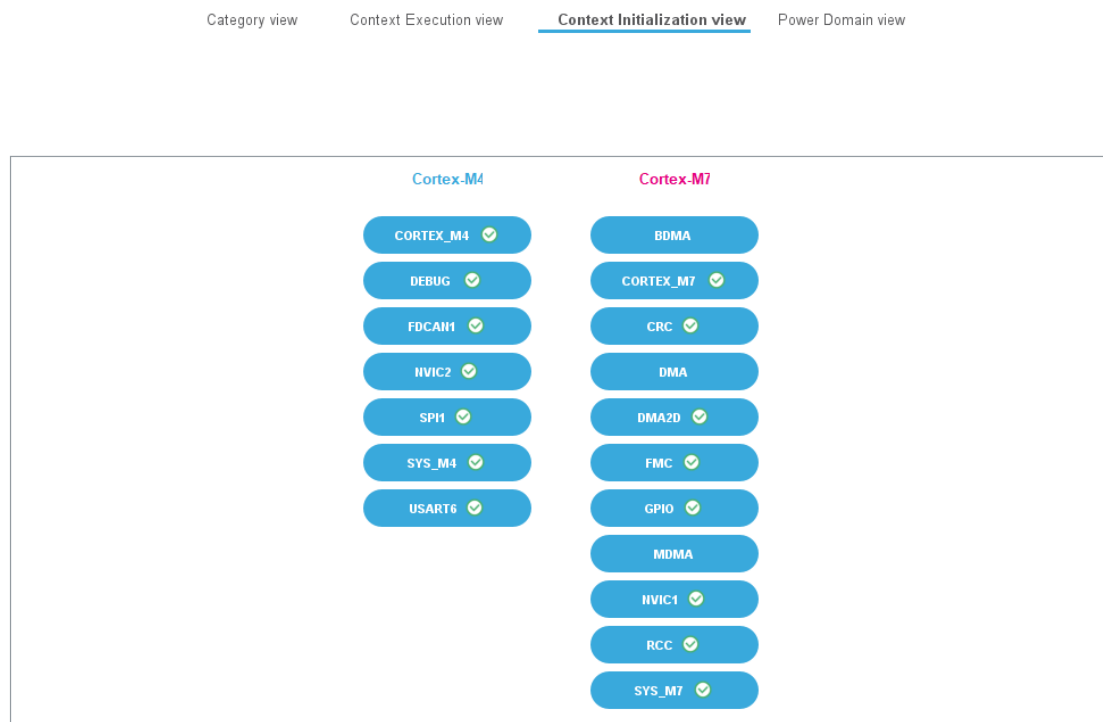 Category view Context Execution view Context Initialization view Power Domain view
Cortex-M4 Cortex-M7
CORTEX_M4 BDMA
DEBUG CORTEX_M7
FDCAN1 CRC
NVIC2 DMA
SPI1 DMA2D
SYS_M4 FMC
USART6 GPIO
MDMA
NVIC1
RCC
SYS_M7